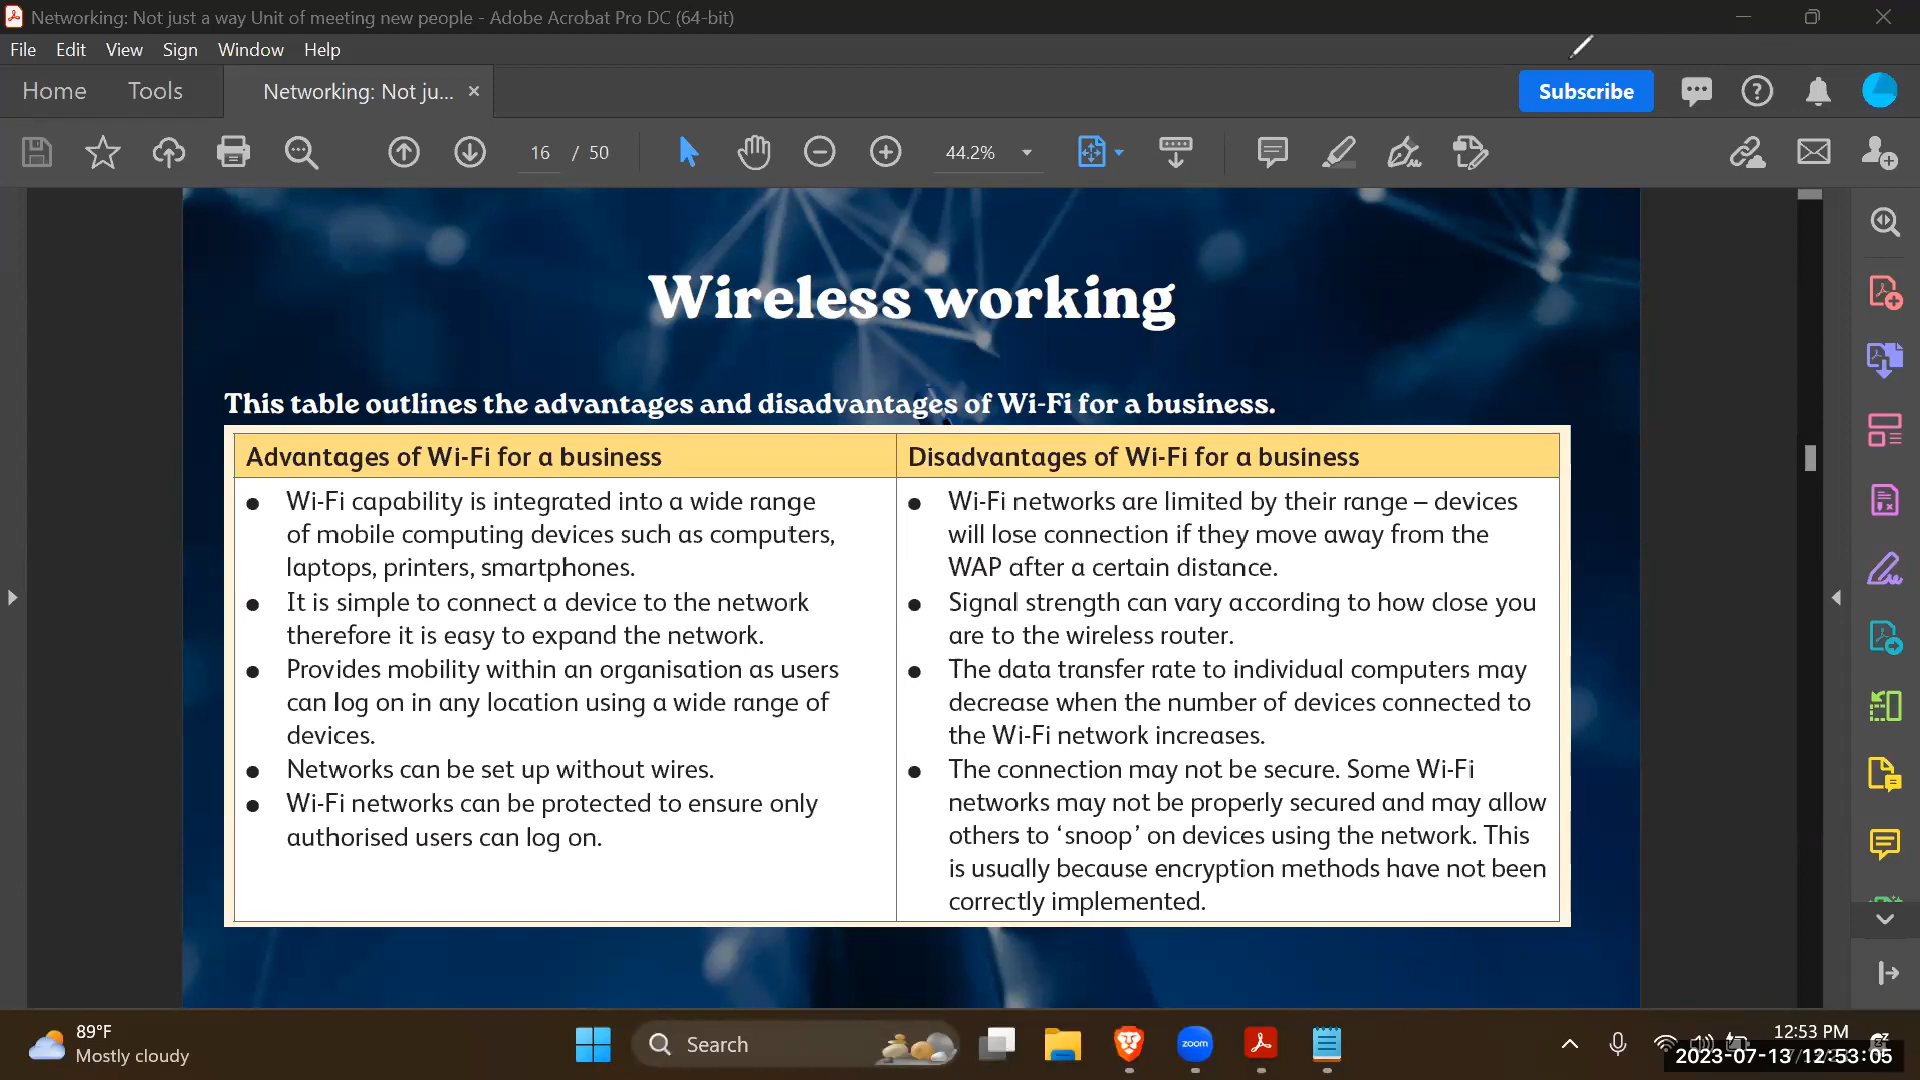 Networking: Not just a way Unit of meeting new people - Adobe Acrobat Pro DC (64-bit)
File Edit View Sign Window Help
Home Tools Networking: Not ju... × Subscribe
16 / 50 44.2%
Wireless working
This table outlines the advantages and disadvantages of Wi-Fi for a business.
Advantages of Wi-Fi for a business
● Wi-Fi capability is integrated into a wide range
of mobile computing devices such as computers,
laptops, printers, smartphones.
● It is simple to connect a device to the network
therefore it is easy to expand the network.
● Provides mobility within an organisation as users
can log on in any location using a wide range of
devices.
● Networks can be set up without wires.
● Wi-Fi networks can be protected to ensure only
authorised users can log on.
Disadvantages of Wi-Fi for a business
● Wi-Fi networks are limited by their range – devices
will lose connection if they move away from the
WAP after a certain distance.
● Signal strength can vary according to how close you
are to the wireless router.
● The data transfer rate to individual computers may
decrease when the number of devices connected to
the Wi-Fi network increases.
● The connection may not be secure. Some Wi-Fi
networks may not be properly secured and may allow
others to ‘snoop’ on devices using the network. This
is usually because encryption methods have not been
correctly implemented.
89°F
Mostly cloudy
Search
zoom
12:53 PM
2023-07-13 12:53:05